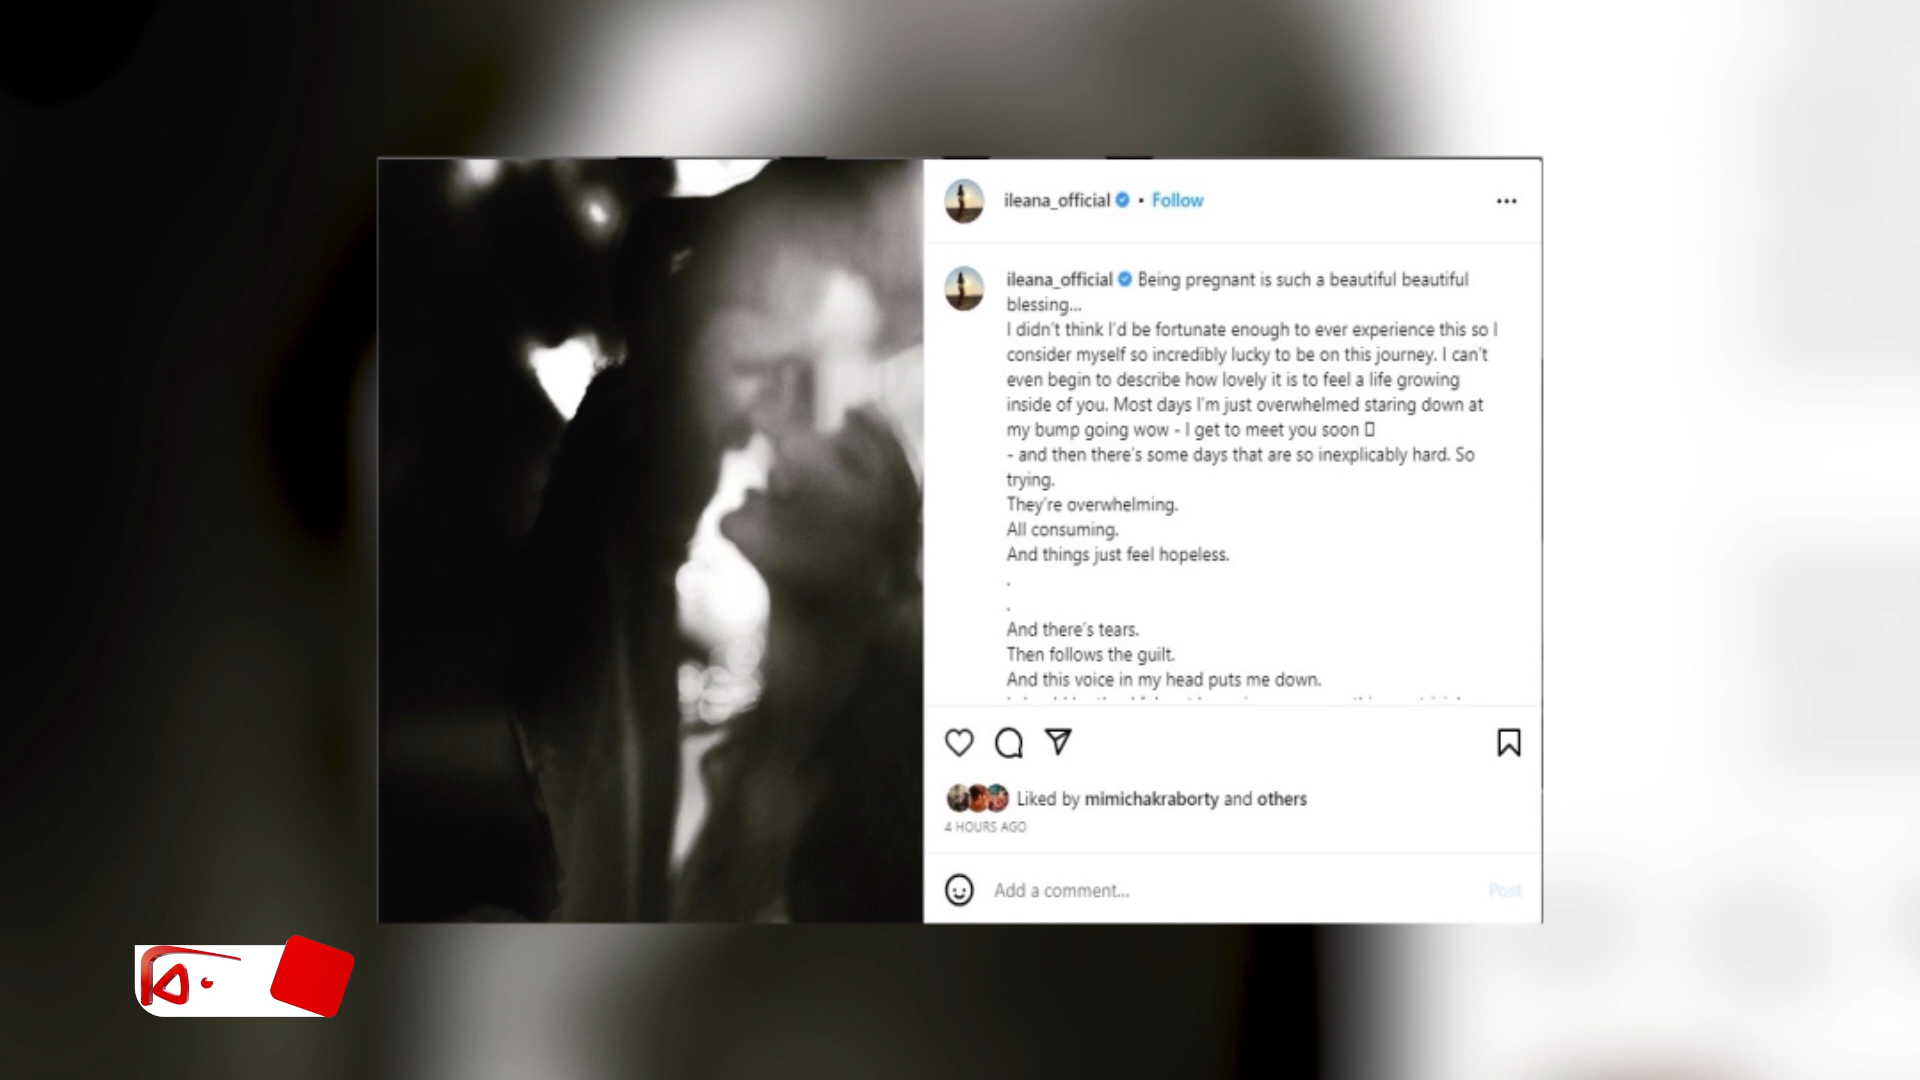 ileana_official • Follow
ileana_official Being pregnant is such a beautiful beautiful
blessing...
I didn't think I'd be fortunate enough to ever experience this so I
consider myself so incredibly lucky to be on this journey. I can't
even begin to describe how lovely it is to feel a life growing
inside of you. Most days I'm just overwhelmed staring down at
my bump going wow - I get to meet you soon
- and then there's some days that are so inexplicably hard. So
trying.
They're overwhelming.
All consuming.
And things just feel hopeless.
.
.
And there's tears.
Then follows the guilt.
And this voice in my head puts me down.
Liked by mimichakraborty and others
4 HOURS AGO
Add a comment...
Post